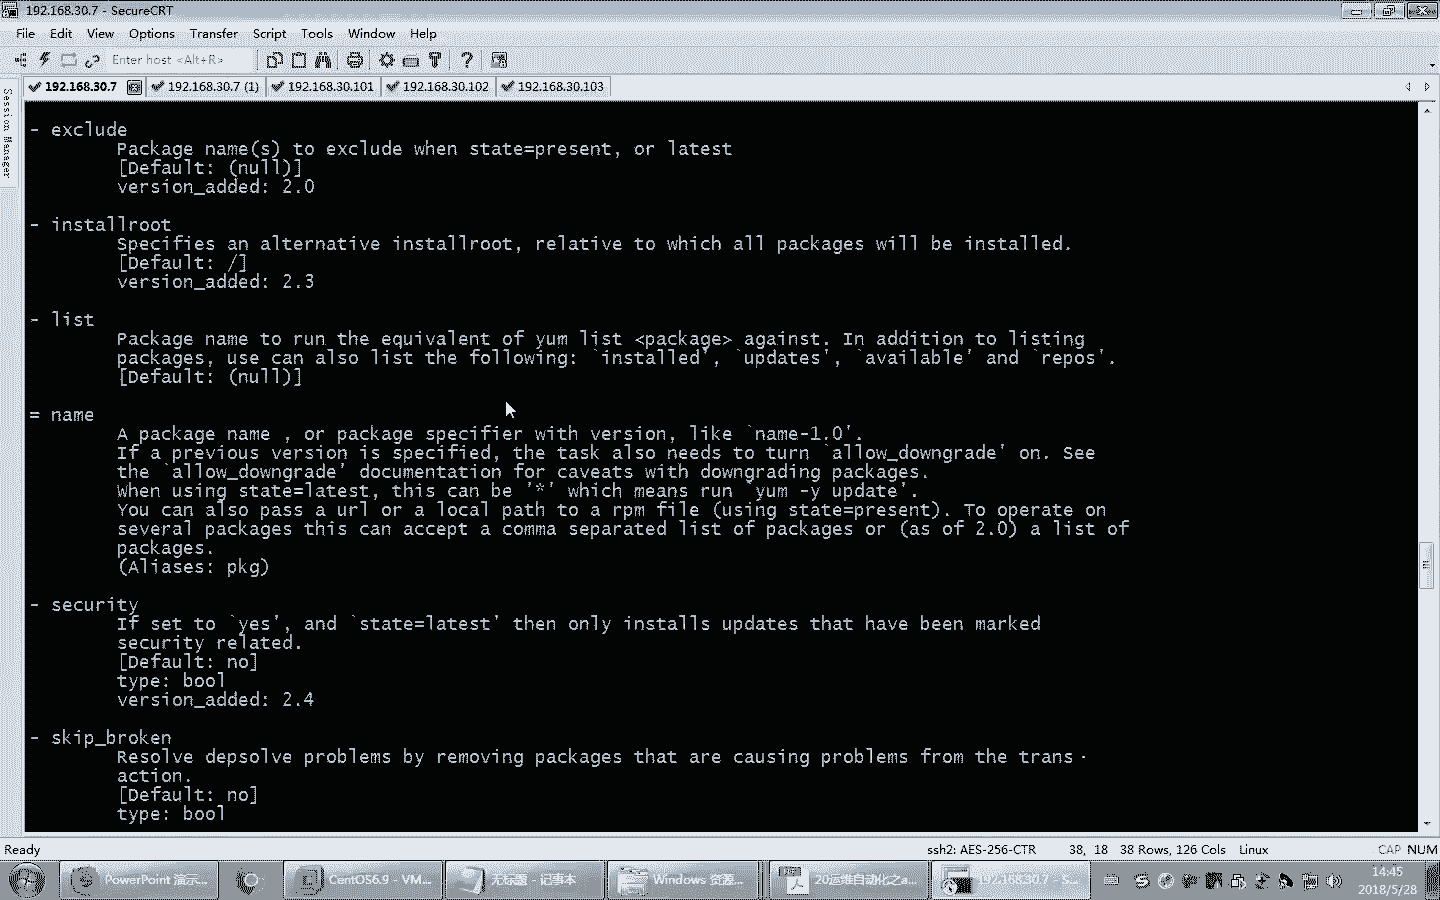 192.168.30.7 - SecureCRT
File Edit View Options Transfer Script Tools Window Help
Enter host <Alt+R>
192.168.30.7 192.168.30.7 (1) 192.168.30.101 192.168.30.102 192.168.30.103
Session Manager
- exclude
Package name(s) to exclude when state=present, or latest
[Default: (null)]
version_added: 2.0
- installroot
Specifies an alternative installroot, relative to which all packages will be installed.
[Default: /]
version_added: 2.3
- list
Package name to run the equivalent of yum list <package> against. In addition to listing
packages, use can also list the following: `installed', `updates', `available' and `repos'.
[Default: (null)]
= name
A package name , or package specifier with version, like `name-1.0'.
If a previous version is specified, the task also needs to turn `allow_downgrade' on. See
the `allow_downgrade' documentation for caveats with downgrading packages.
When using state=latest, this can be '*' which means run `yum -y update'.
You can also pass a url or a local path to a rpm file (using state=present). To operate on
several packages this can accept a comma separated list of packages or (as of 2.0) a list of
packages.
(Aliases: pkg)
- security
If set to `yes', and `state=latest' then only installs updates that have been marked
security related.
[Default: no]
type: bool
version_added: 2.4
- skip_broken
Resolve depsolve problems by removing packages that are causing problems from the trans-
action.
[Default: no]
type: bool
Ready ssh2: AES-256-CTR 38, 18 38 Rows, 126 Cols Linux CAP NUM
PowerPoint 演示... CentOS6.9 - VM... 无标题 - 记事本 Windows 资源... 20运维自动化之a... 192.168.30.7 - S...
14:45
2018/5/28